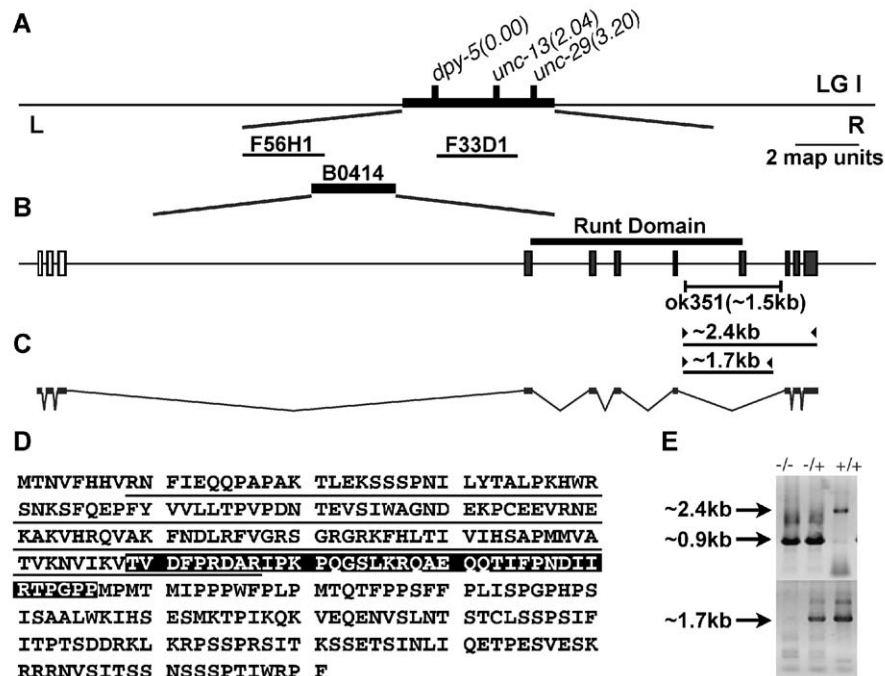 A
dpy-5(0.00)
unc-13(2.04)
unc-29(3.20)
LG I
L
R
F56H1
F33D1
2 map units
B0414
B
Runt Domain
ok351(~1.5kb)
~2.4kb
C
~1.7kb
D
MTNVFHHVRN FIEQQPAPAK TLEKSSSPNI LYTALPKHWR
SNKSFQEPFY VVLLTPVPDN TEVSIWAGND EKPCEEVRNE
KAKVHRQVAK FNDLRFVGRS GRGRKFHLTI VIHSAPMMVA
TVKNVIKVTV DFPRDARIPK PQGSLKRQAE QQTIFPNDII
RTPGPPMPMT MIPPPWFPLP MTQTFPPSFF PLISPGPHPS
ISAALWKIHS ESMKTPIKQK VEQENVSLNT STCLSSPSIF
ITPTSDDRKL KRPSSPRSIT KSSETSINLI QETPESVESK
RRRNVSITSS NSSSPTIWRP F
E
-/- -/+ +/+
~2.4kb
~0.9kb
~1.7kb